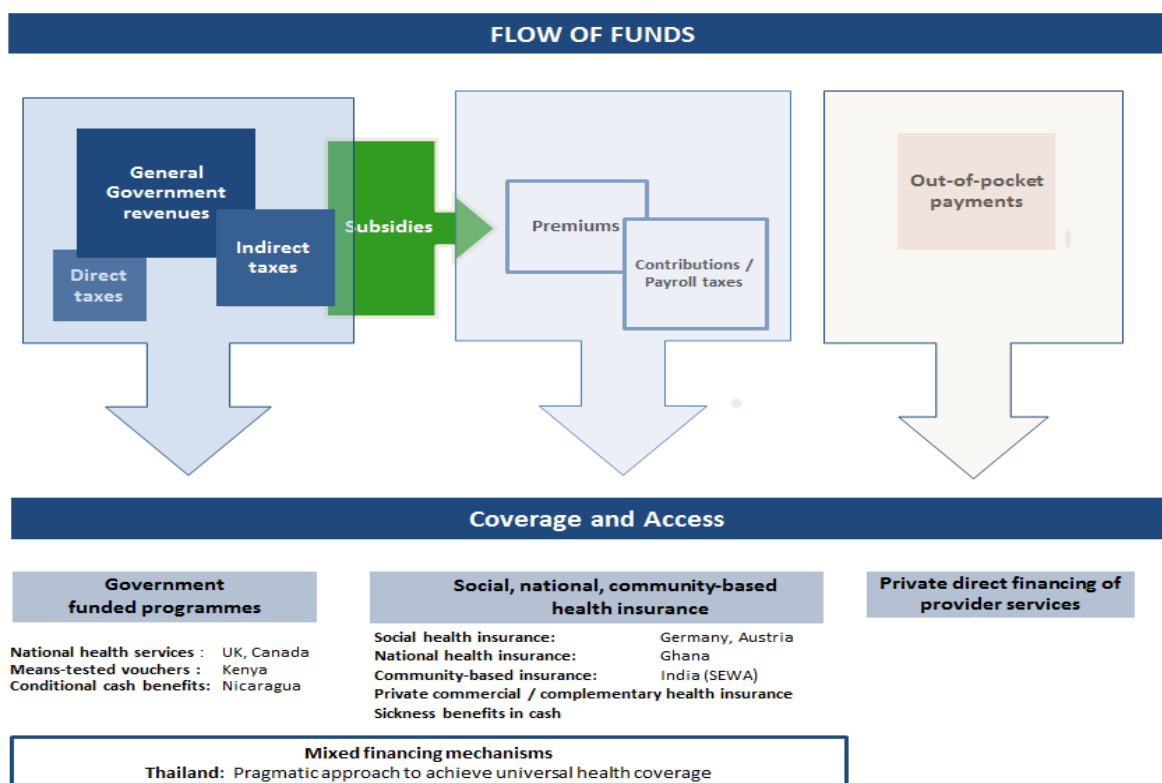 FLOW OF FUNDS
General
Government
revenues
Direct
taxes
Indirect
taxes
Subsidies
Premiums
Contributions /
Payroll taxes
Out-of-pocket
payments
Coverage and Access
Government
funded programmes
National health services : UK, Canada
Means-tested vouchers : Kenya
Conditional cash benefits: Nicaragua
Social, national, community-based
health insurance
Social health insurance: Germany, Austria
National health insurance: Ghana
Community-based insurance: India (SEWA)
Private commercial / complementary health insurance
Sickness benefits in cash
Private direct financing of
provider services
Mixed financing mechanisms
Thailand: Pragmatic approach to achieve universal health coverage